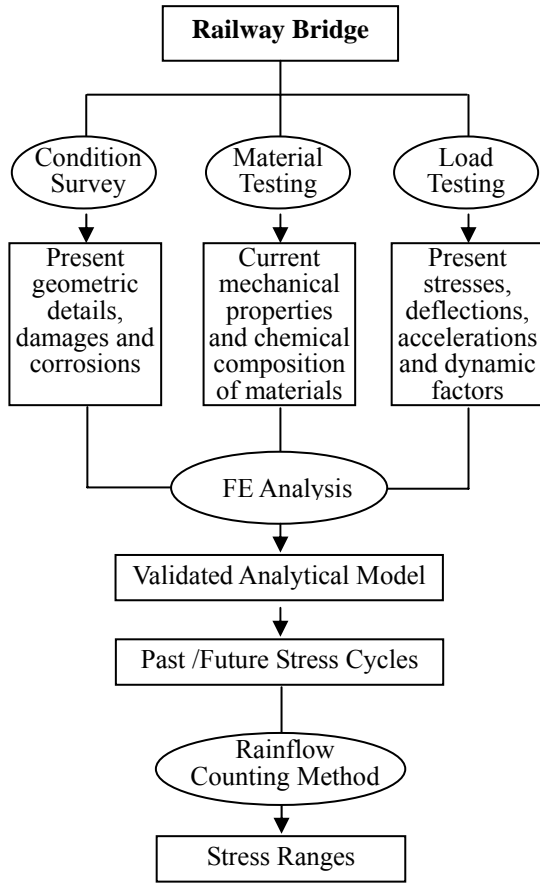 Railway Bridge
Condition
Survey
Material
Testing
Load
Testing
Present
geometric
details,
damages and
corrosions
Current
mechanical
properties
and chemical
composition
of materials
Present
stresses,
deflections,
accelerations
and dynamic
factors
FE Analysis
Validated Analytical Model
Past /Future Stress Cycles
Rainflow
Counting Method
Stress Ranges